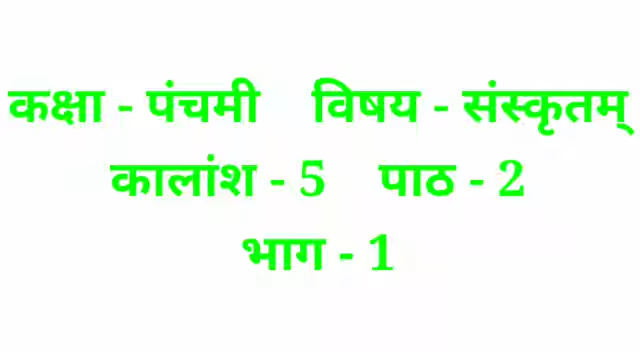 कक्षा - पंचमी विषय - संस्कृतम्
कालांश - 5 पाठ - 2
भाग - 1